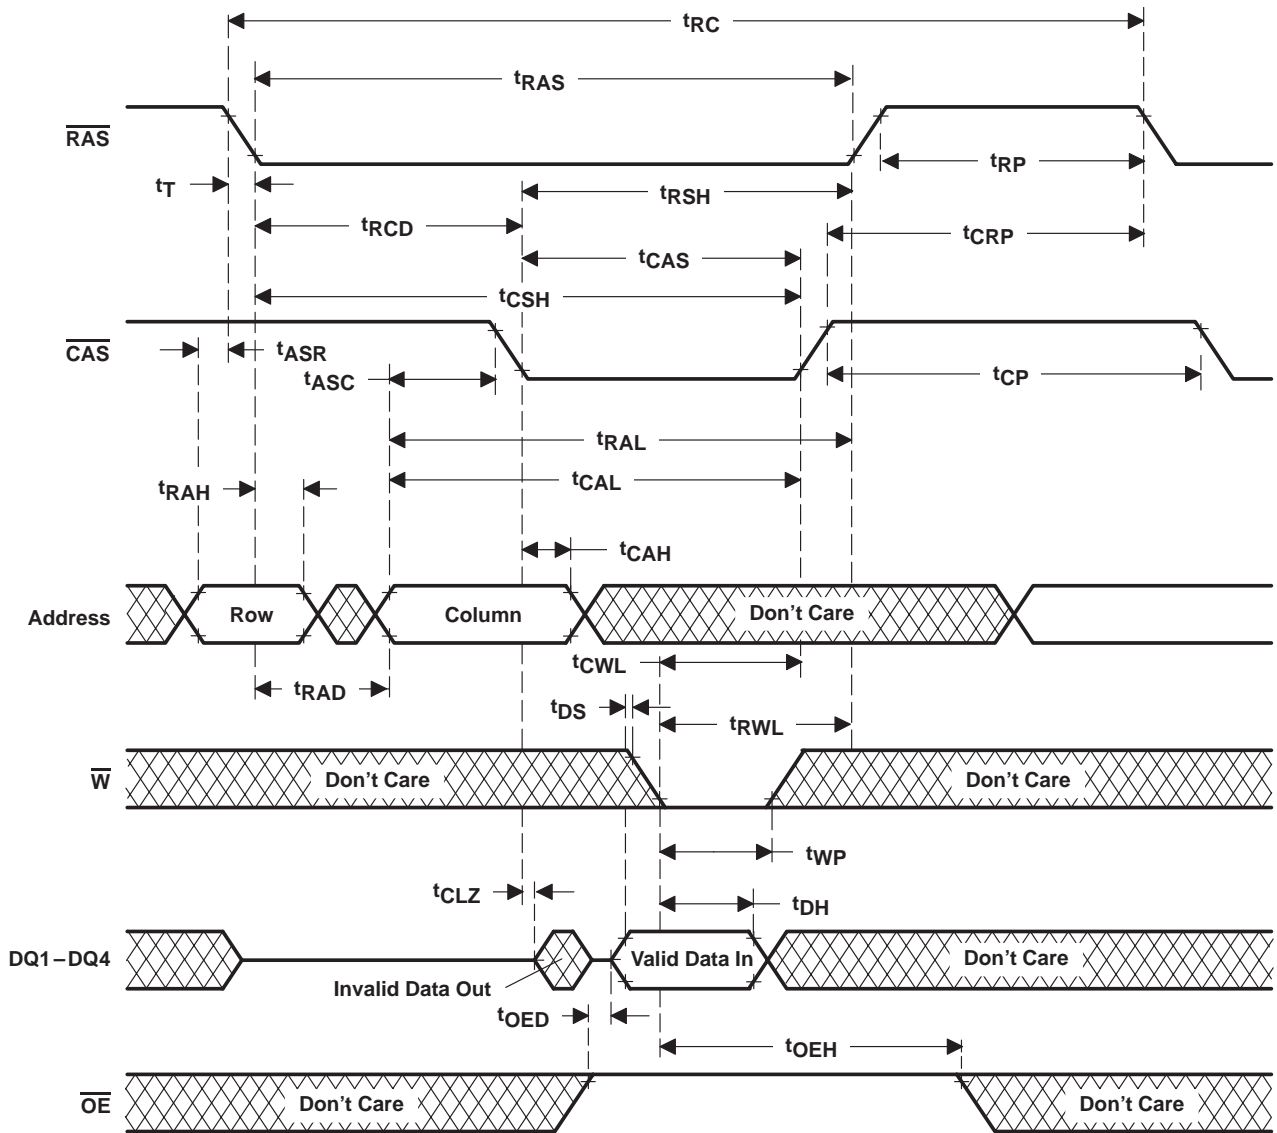 tRC
tRAS
RAS
tRP
tT
tRSH
tRCD
tCRP
tCAS
tCSH
CAS
tASR
tASC
tCP
tRAL
tRAH
tCAL
tCAH
Address
Row
Column
Don't Care
tCWL
tRAD
tDS
tRWL
W
Don't Care
Don't Care
tWP
tCLZ
tDH
DQ1–DQ4
Valid Data In
Don't Care
Invalid Data Out
tOED
tOEH
OE
Don't Care
Don't Care